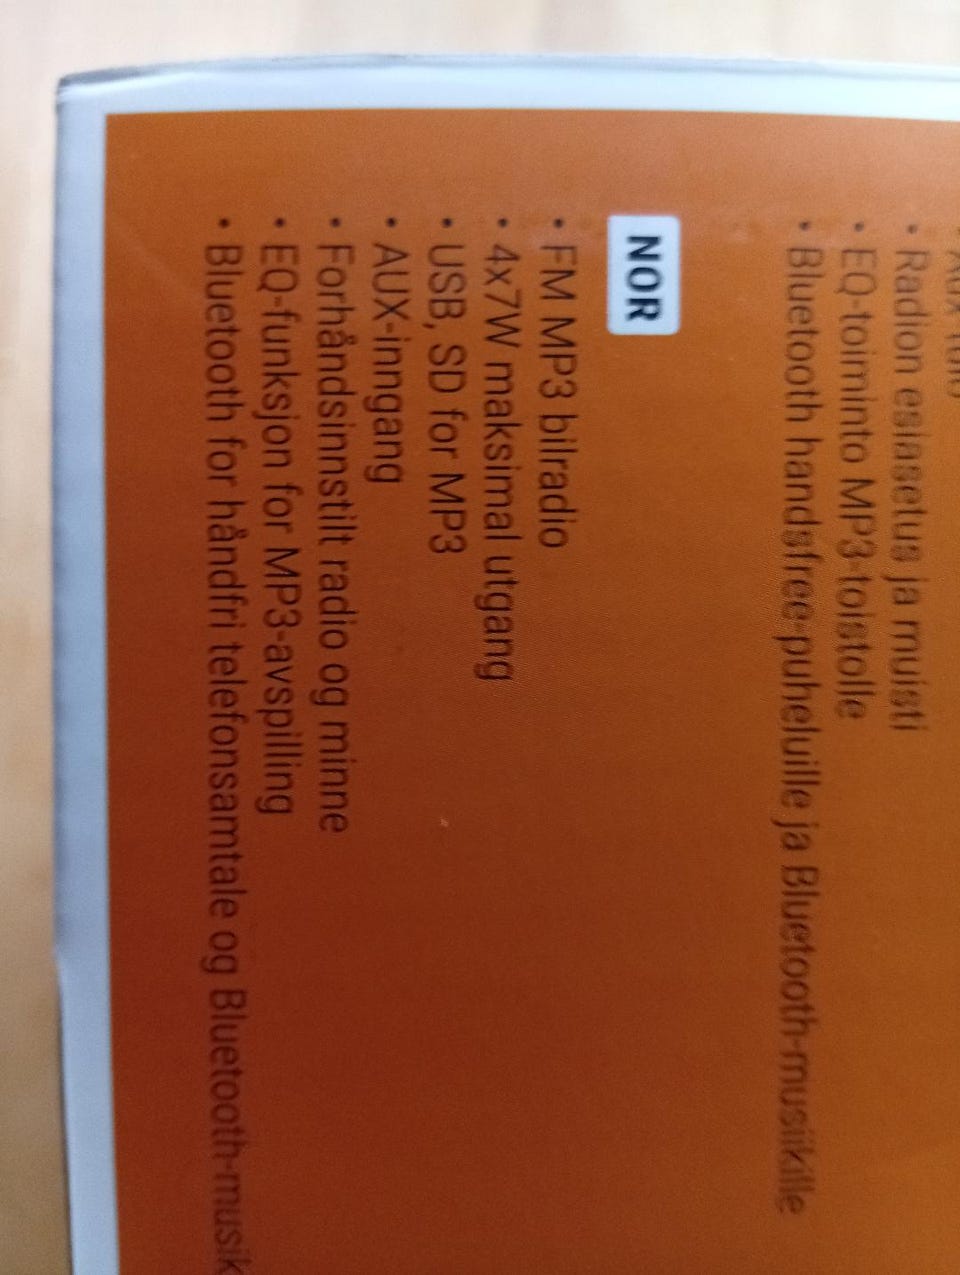 • Radion esiasetus ja muisti
• EQ-toiminto MP3-toistolle
• Bluetooth handsfree-puheluille ja Bluetooth-musiikille
NOR
• FM MP3 bilradio
• 4x7W maksimal utgang
• USB, SD for MP3
• AUX-inngang
• Forhåndsinnstilt radio og minne
• EQ-funksjon for MP3-avspilling
• Bluetooth for håndfri telefonsamtale og Bluetooth-musik